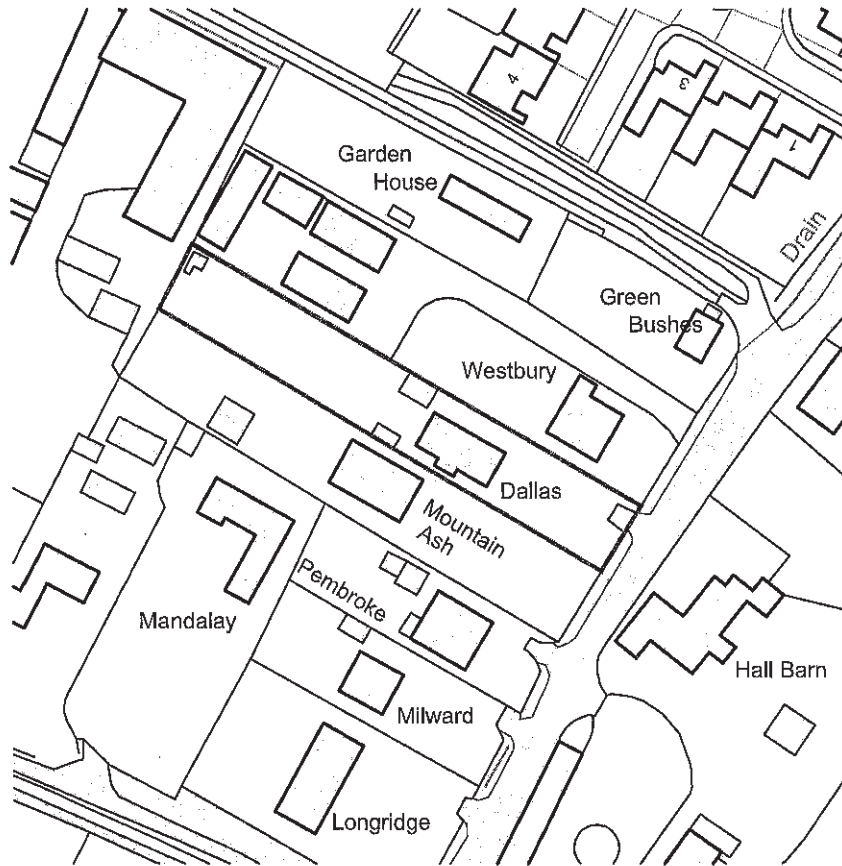 4
3
1
Garden
House
Drain
Green
Bushes
Westbury
Dallas
Mountain
Ash
Pembroke
Mandalay
Hall Barn
Milward
Longridge